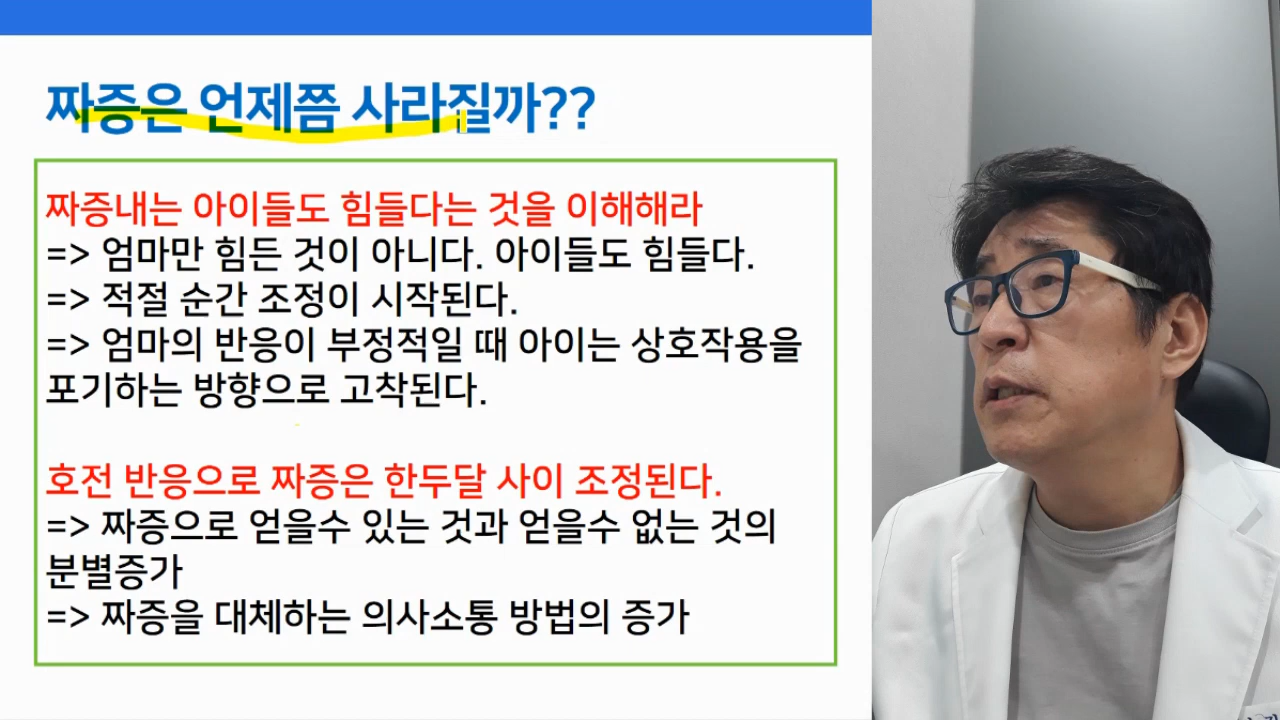 짜증은 언제쯤 사라질까??
짜증내는 아이들도 힘들다는 것을 이해해라
=> 엄마만 힘든 것이 아니다. 아이들도 힘들다.
=> 적절 순간 조정이 시작된다.
=> 엄마의 반응이 부정적일 때 아이는 상호작용을
포기하는 방향으로 고착된다.
호전 반응으로 짜증은 한두달 사이 조정된다.
=> 짜증으로 얻을수 있는 것과 얻을수 없는 것의
분별증가
=> 짜증을 대체하는 의사소통 방법의 증가